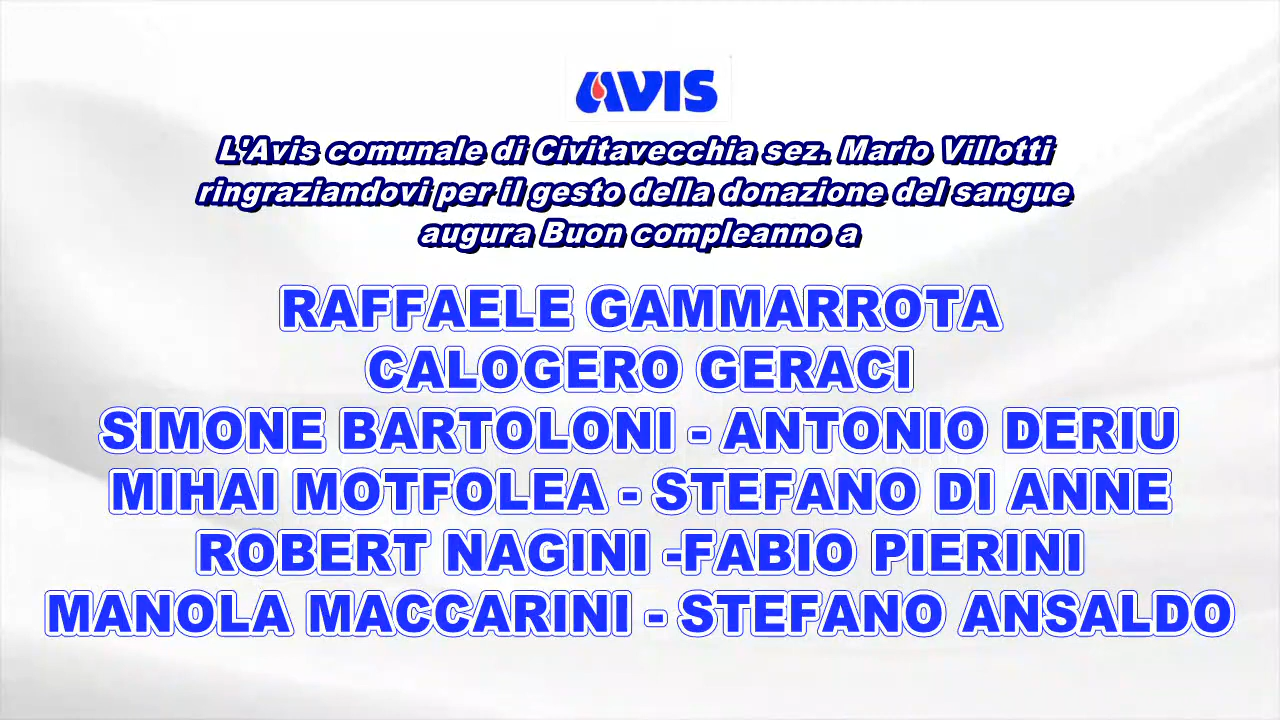 AVIS
L'Avis comunale di Civitavecchia sez. Mario Villotti
ringraziandovi per il gesto della donazione del sangue
augura Buon compleanno a
RAFFAELE GAMMARROTA
CALOGERO GERACI
SIMONE BARTOLONI - ANTONIO DERIU
MIHAI MOTFOLEA - STEFANO DI ANNE
ROBERT NAGINI -FABIO PIERINI
MANOLA MACCARINI - STEFANO ANSALDO